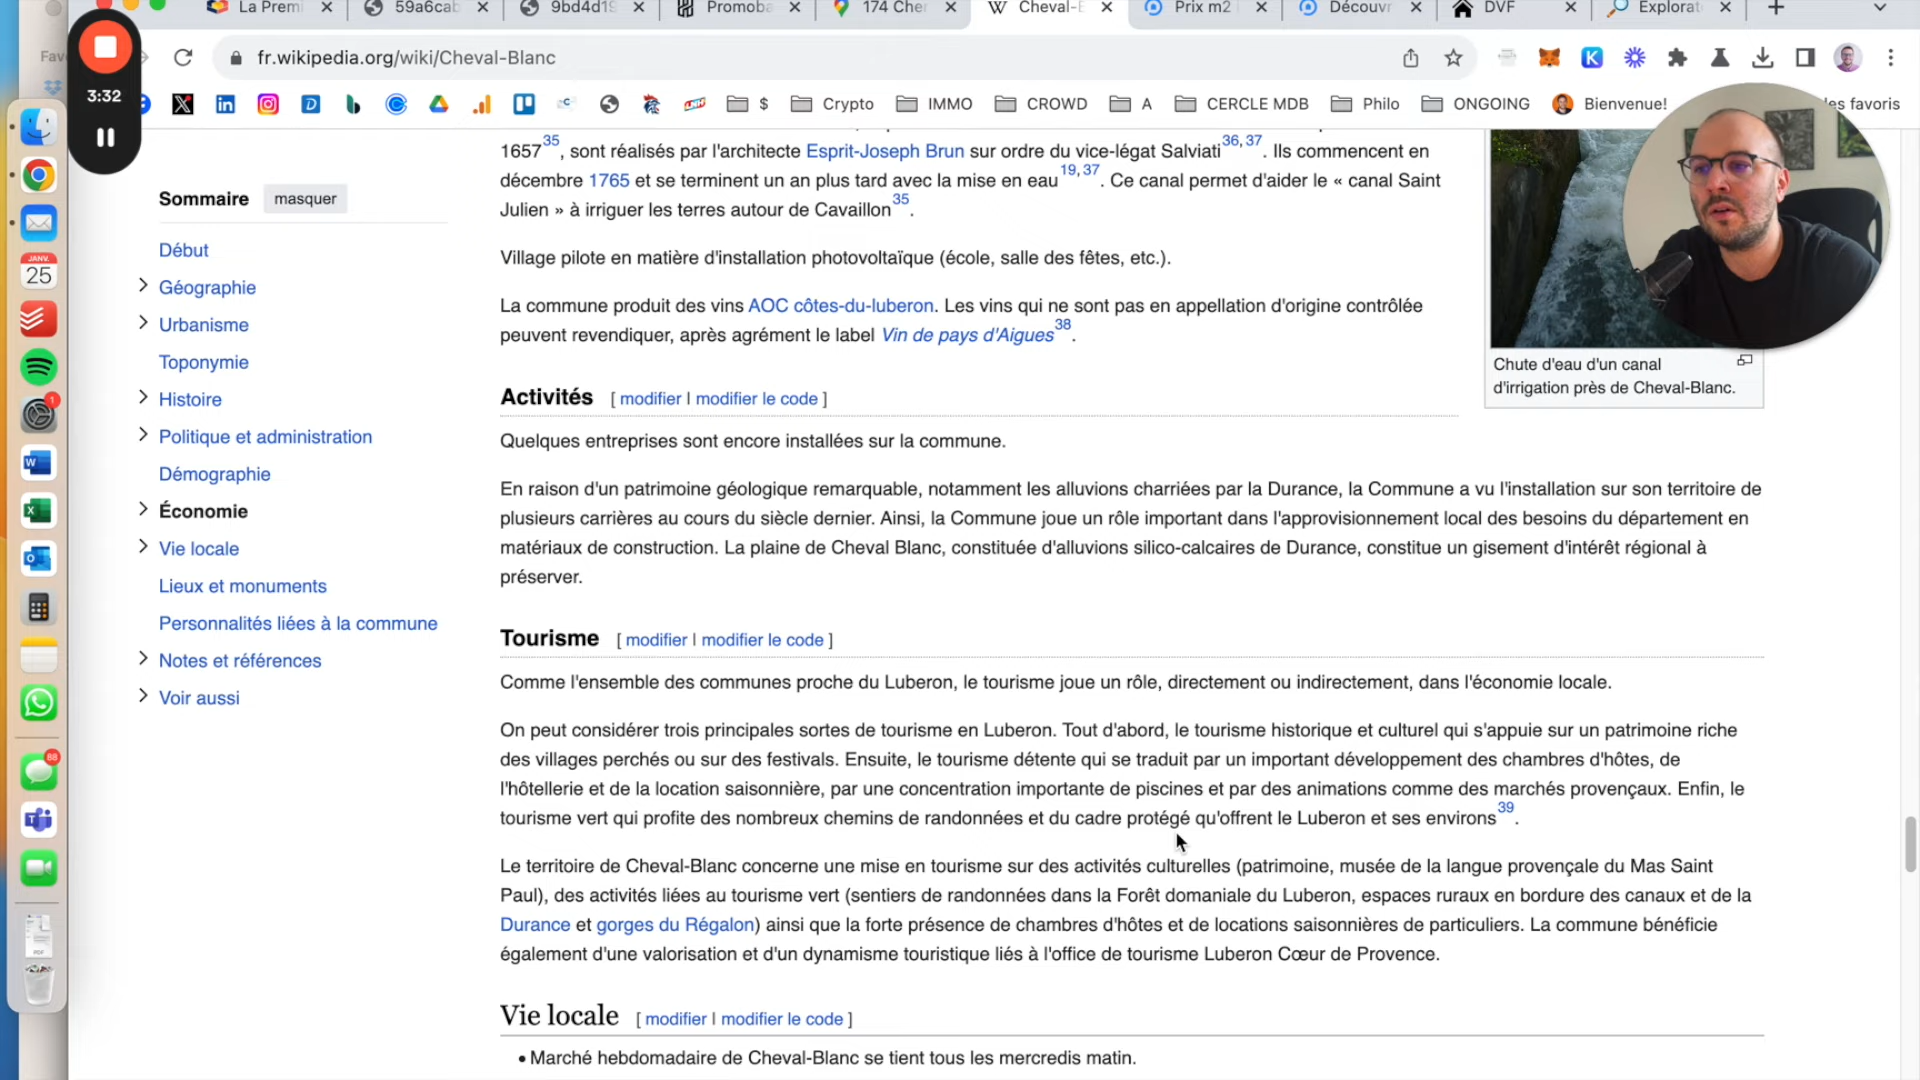 La Premi
59a6cab
9bd4d19
Promoba
174 Cher
Cheval-B
Prix m2
Découvr
DVF
Explorat
Fav
fr.wikipedia.org/wiki/Cheval-Blanc
3:32
$
Crypto
IMMO
CROWD
A
CERCLE MDB
Philo
ONGOING
Bienvenue!
les favoris
JANV.
25
1
88
PDF
Sommaire
masquer
Début
Géographie
Urbanisme
Toponymie
Histoire
Politique et administration
Démographie
Économie
Vie locale
Lieux et monuments
Personnalités liées à la commune
Notes et références
Voir aussi
1657 35, sont réalisés par l'architecte Esprit-Joseph Brun sur ordre du vice-légat Salviati 36, 37. Ils commencent en
décembre 1765 et se terminent un an plus tard avec la mise en eau 19, 37. Ce canal permet d'aider le « canal Saint
Julien » à irriguer les terres autour de Cavaillon 35.
Village pilote en matière d'installation photovoltaïque (école, salle des fêtes, etc.).
La commune produit des vins AOC côtes-du-luberon. Les vins qui ne sont pas en appellation d'origine contrôlée
peuvent revendiquer, après agrément le label Vin de pays d'Aigues 38.
Chute d'eau d'un canal
d'irrigation près de Cheval-Blanc.
Activités [ modifier | modifier le code ]
Quelques entreprises sont encore installées sur la commune.
En raison d'un patrimoine géologique remarquable, notamment les alluvions charriées par la Durance, la Commune a vu l'installation sur son territoire de
plusieurs carrières au cours du siècle dernier. Ainsi, la Commune joue un rôle important dans l'approvisionnement local des besoins du département en
matériaux de construction. La plaine de Cheval Blanc, constituée d'alluvions silico-calcaires de Durance, constitue un gisement d'intérêt régional à
préserver.
Tourisme [ modifier | modifier le code ]
Comme l'ensemble des communes proche du Luberon, le tourisme joue un rôle, directement ou indirectement, dans l'économie locale.
On peut considérer trois principales sortes de tourisme en Luberon. Tout d'abord, le tourisme historique et culturel qui s'appuie sur un patrimoine riche
des villages perchés ou sur des festivals. Ensuite, le tourisme détente qui se traduit par un important développement des chambres d'hôtes, de
l'hôtellerie et de la location saisonnière, par une concentration importante de piscines et par des animations comme des marchés provençaux. Enfin, le
tourisme vert qui profite des nombreux chemins de randonnées et du cadre protégé qu'offrent le Luberon et ses environs 39.
Le territoire de Cheval-Blanc concerne une mise en tourisme sur des activités culturelles (patrimoine, musée de la langue provençale du Mas Saint
Paul), des activités liées au tourisme vert (sentiers de randonnées dans la Forêt domaniale du Luberon, espaces ruraux en bordure des canaux et de la
Durance et gorges du Régalon) ainsi que la forte présence de chambres d'hôtes et de locations saisonnières de particuliers. La commune bénéficie
également d'une valorisation et d'un dynamisme touristique liés à l'office de tourisme Luberon Cœur de Provence.
Vie locale [ modifier | modifier le code ]
• Marché hebdomadaire de Cheval-Blanc se tient tous les mercredis matin.